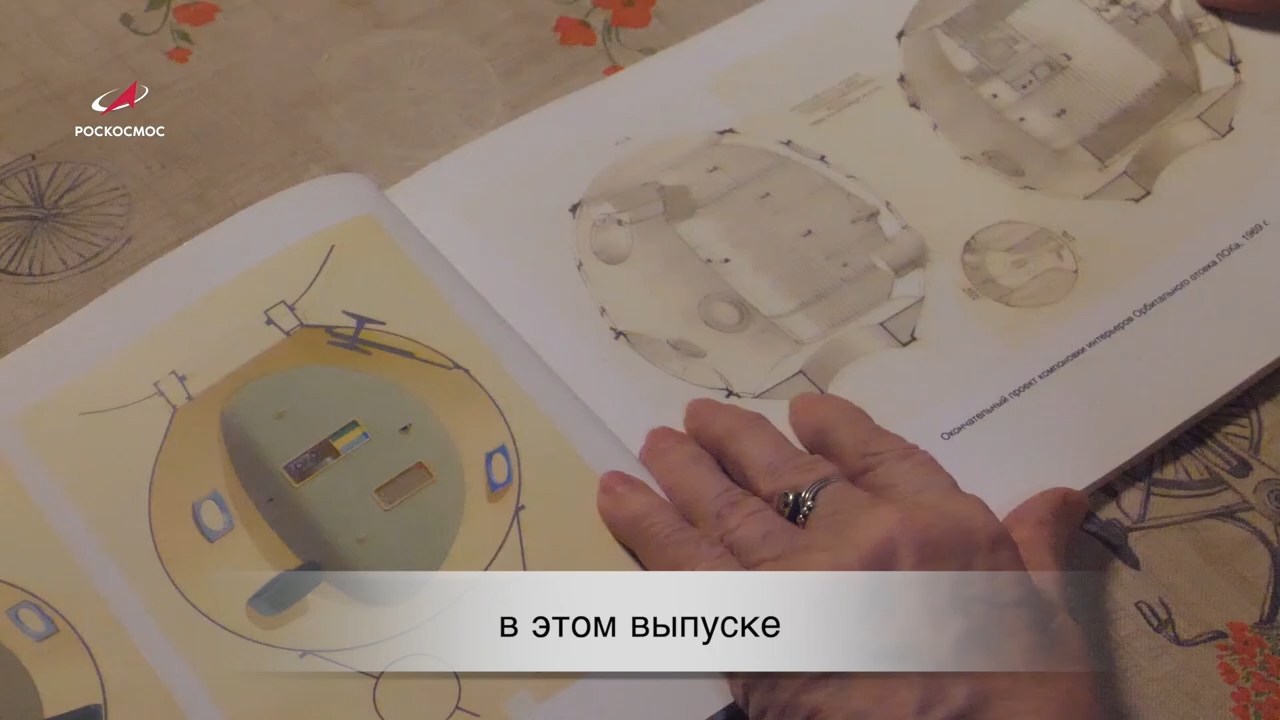 РОСКОСМОС
Окончательный проект компоновки интерьеров Орбитального отсека ЛОКа. 1969 г.
в этом выпуске